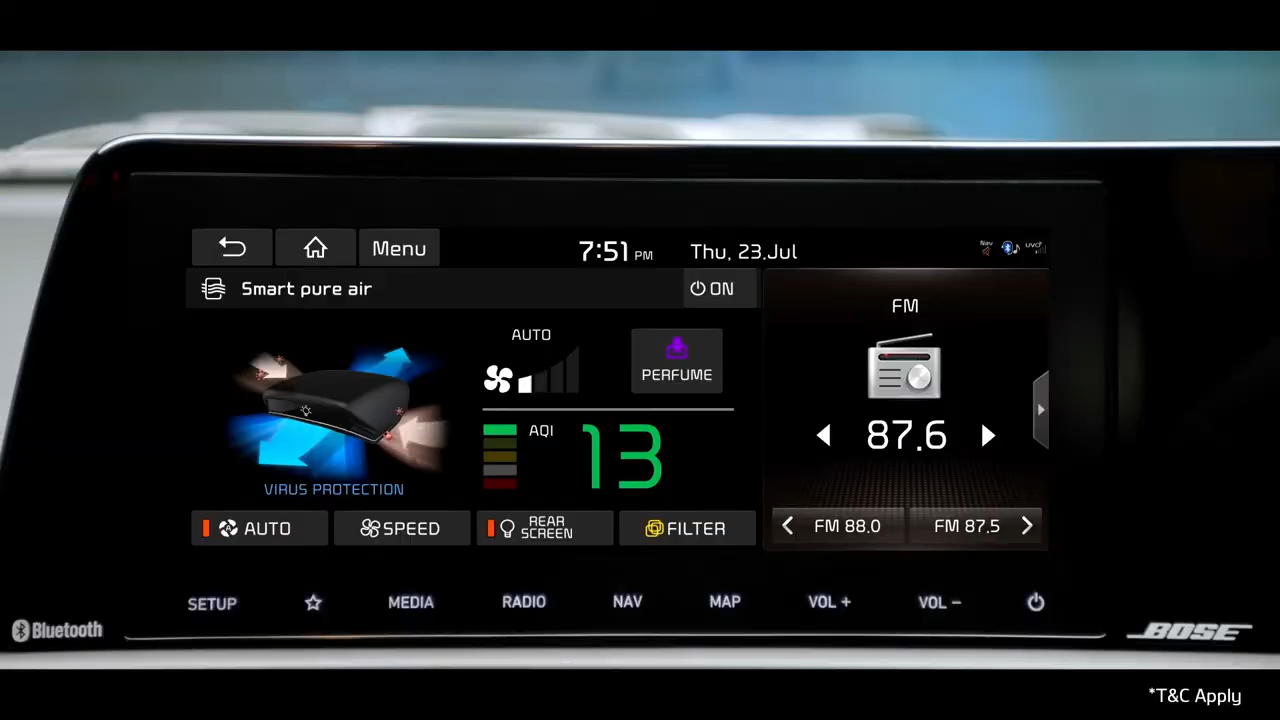 Menu
7:51 PM
Thu, 23.Jul
Nav
UVO
Smart pure air
ON
AUTO
PERFUME
AQI
13
VIRUS PROTECTION
AUTO
SPEED
REAR
SCREEN
FILTER
FM
87.6
FM 88.0
FM 87.5
SETUP
MEDIA
RADIO
NAV
MAP
VOL +
VOL −
Bluetooth
BOSE
*T&C Apply